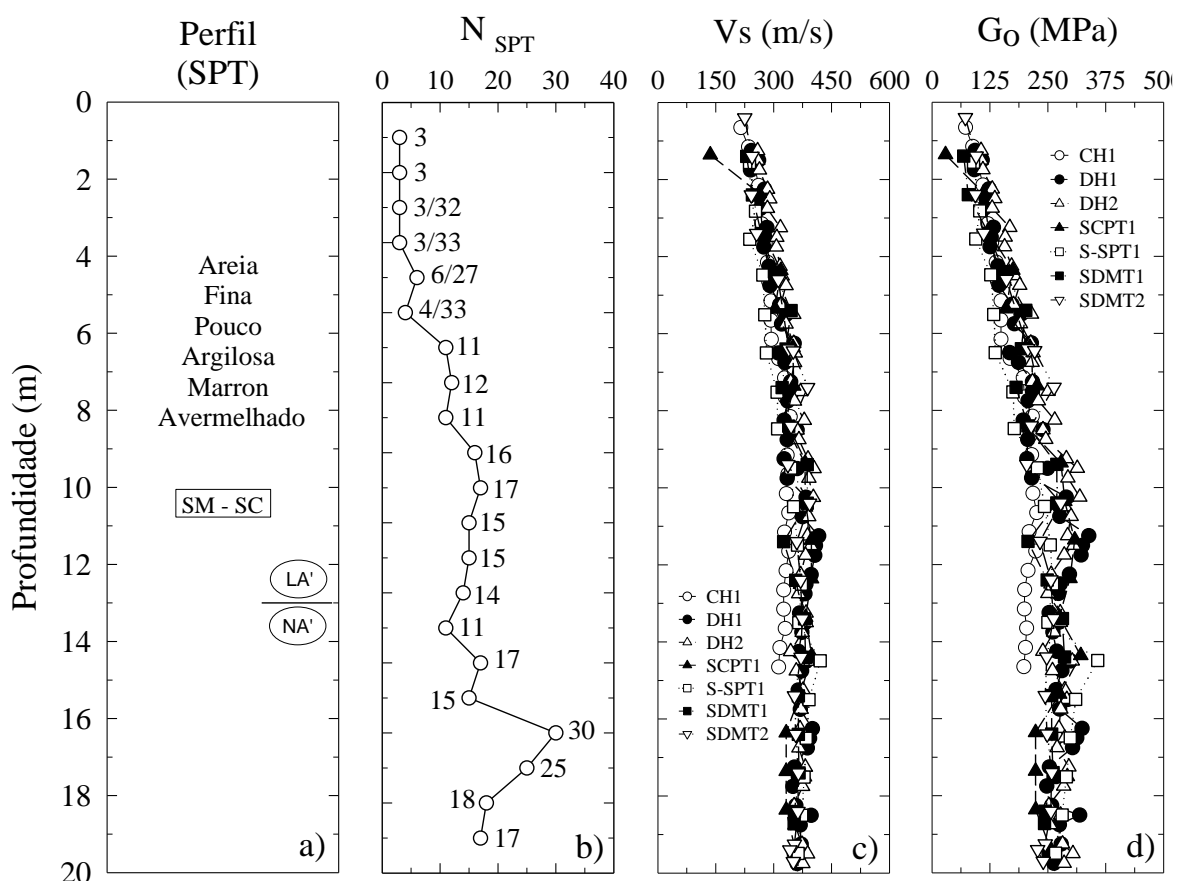 Perfil
(SPT)
N SPT
Vs (m/s)
Go (MPa)
0 10 20 30 40
0 150 300 450 600
0 125 250 375 500
Profundidade (m)
0
2
4
6
8
10
12
14
16
18
20
Areia
Fina
Pouco
Argilosa
Marron
Avermelhado
SM - SC
LA'
NA'
a)
3
3
3/32
3/33
6/27
4/33
11
12
11
16
17
15
15
14
11
17
15
30
25
18
17
b)
CH1
DH1
DH2
SCPT1
S-SPT1
SDMT1
SDMT2
c)
CH1
DH1
DH2
SCPT1
S-SPT1
SDMT1
SDMT2
d)